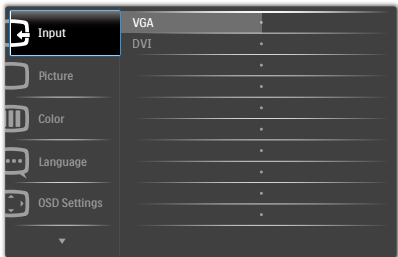 Input
VGA
DVI
Picture
Color
Language
OSD Settings